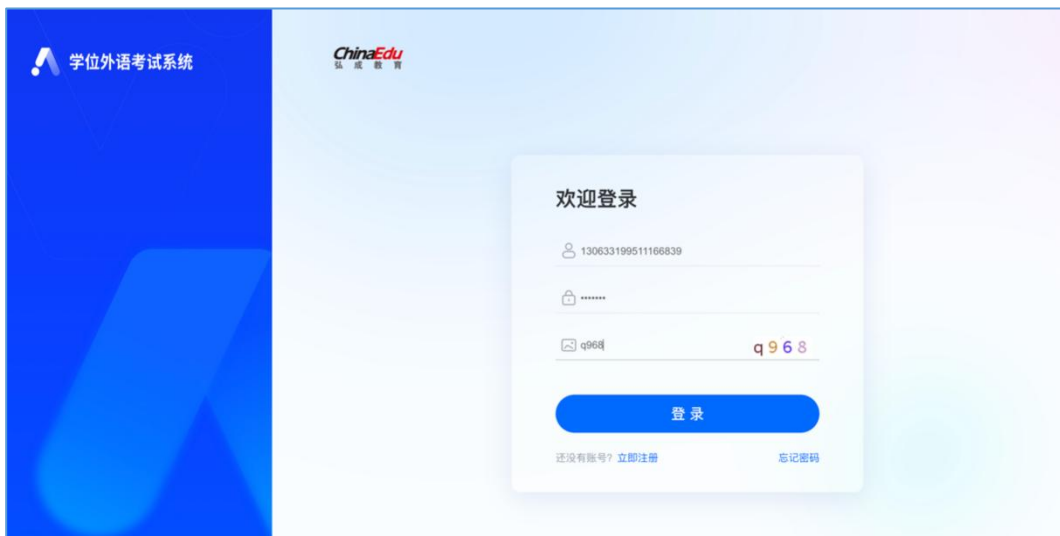 学位外语考试系统
ChinaEdu
弘成教育
欢迎登录
130633199511166839
•••••••
q968
q968
登录
还没有账号? 立即注册
忘记密码